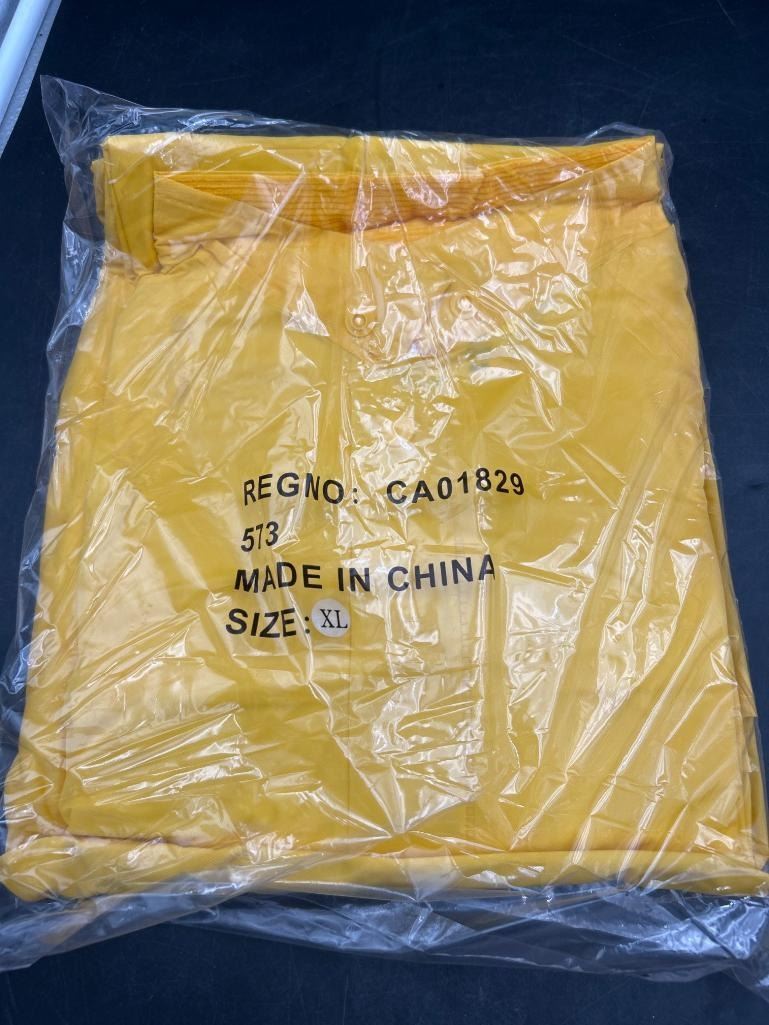 REGNO: CA01829
573
MADE IN CHINA
SIZE: XL